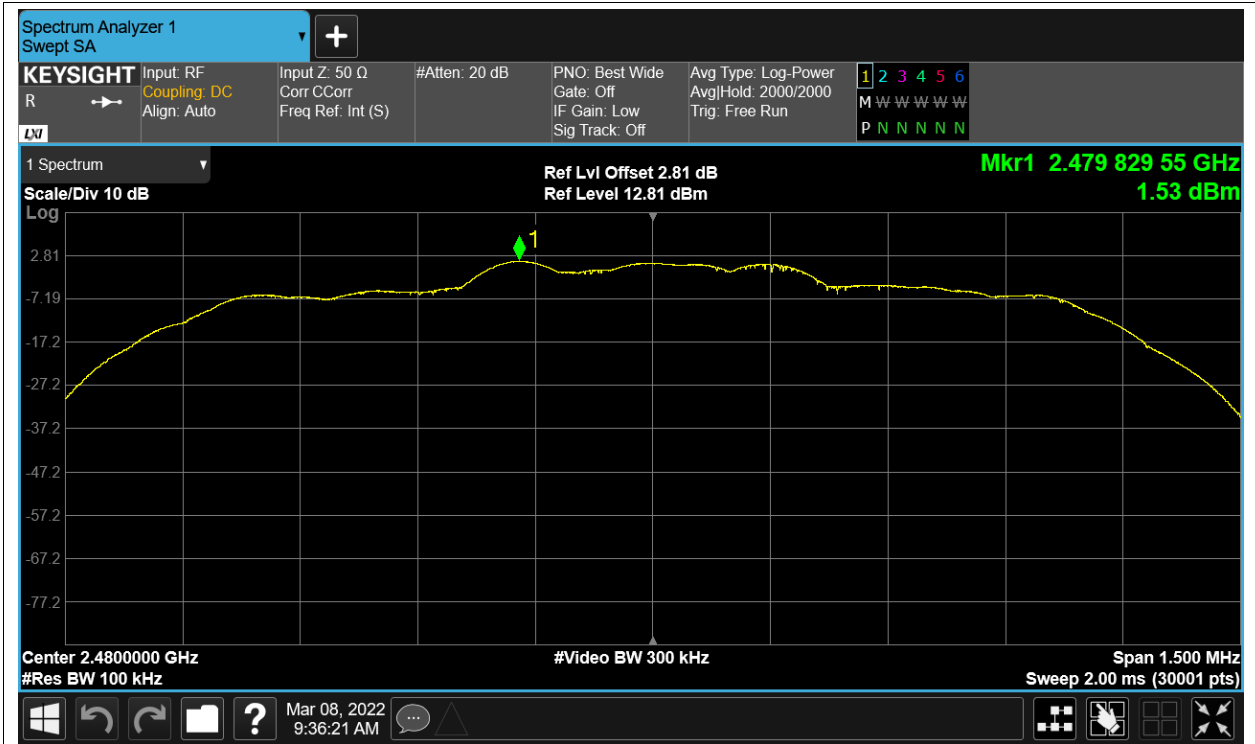 Spectrum Analyzer 1
Swept SA
KEYSIGHT
R
LXI
Input: RF
Coupling: DC
Align: Auto
Input Z: 50 Ω
Corr CCorr
Freq Ref: Int (S)
#Atten: 20 dB
PNO: Best Wide
Gate: Off
IF Gain: Low
Sig Track: Off
Avg Type: Log-Power
Avg|Hold: 2000/2000
Trig: Free Run
1 2 3 4 5 6
M W W W W W
P N N N N N
1 Spectrum
Scale/Div 10 dB
Log
Ref Lvl Offset 2.81 dB
Ref Level 12.81 dBm
Mkr1 2.479 829 55 GHz
1.53 dBm
1
2.81
-7.19
-17.2
-27.2
-37.2
-47.2
-57.2
-67.2
-77.2
Center 2.4800000 GHz
#Res BW 100 kHz
#Video BW 300 kHz
Span 1.500 MHz
Sweep 2.00 ms (30001 pts)
?
Mar 08, 2022
9:36:21 AM